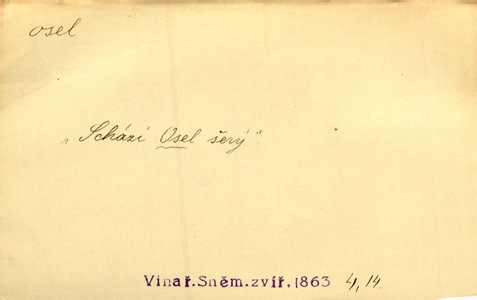 osel
„Schází Osel šerý“
Vinař.Sněm.zvíř.1863 4,14.